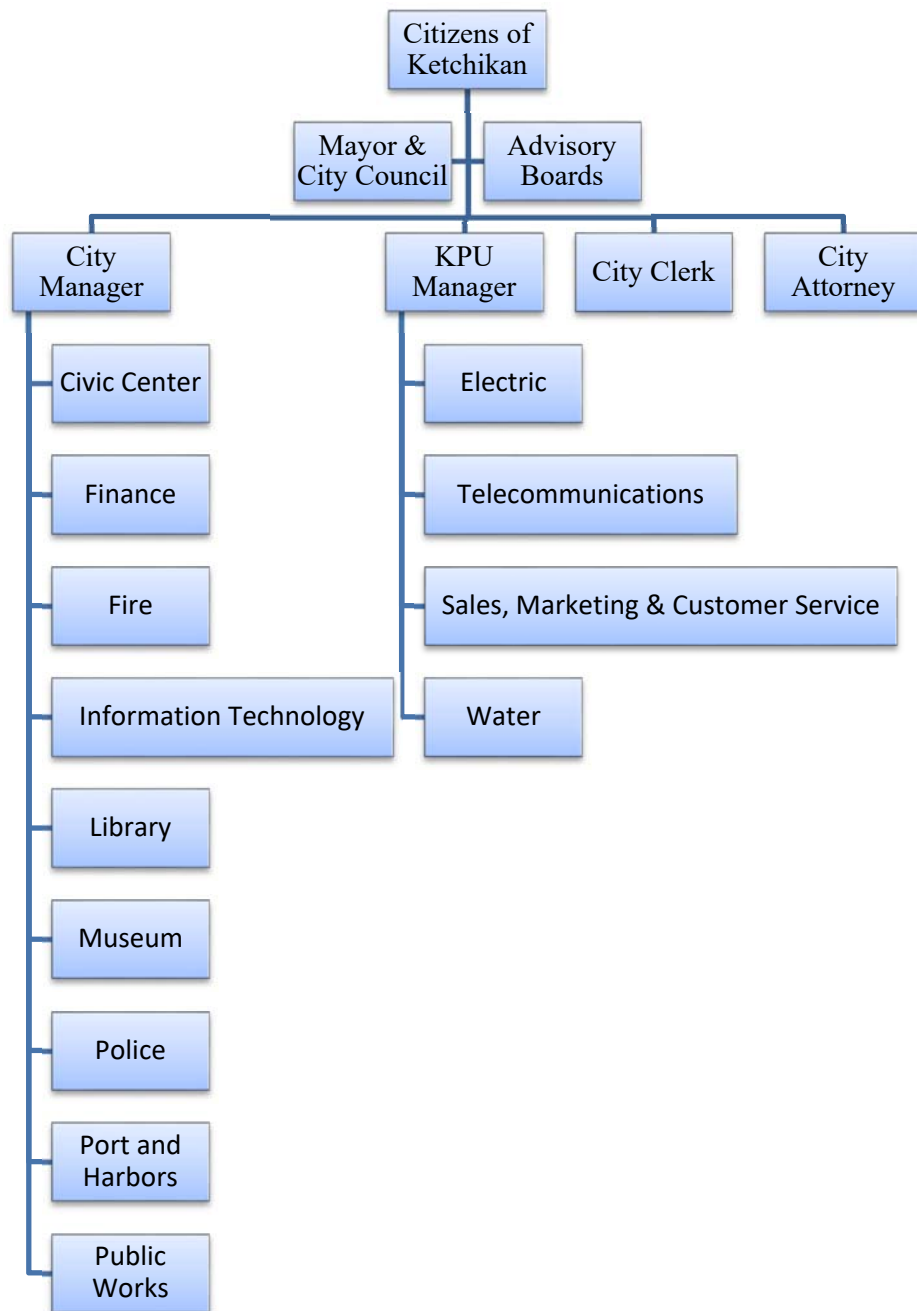 Citizens of
Ketchikan
Mayor &
City Council
Advisory
Boards
City
Manager
KPU
Manager
City Clerk
City
Attorney
Civic Center
Finance
Fire
Information Technology
Library
Museum
Police
Port and
Harbors
Public
Works
Electric
Telecommunications
Sales, Marketing & Customer Service
Water